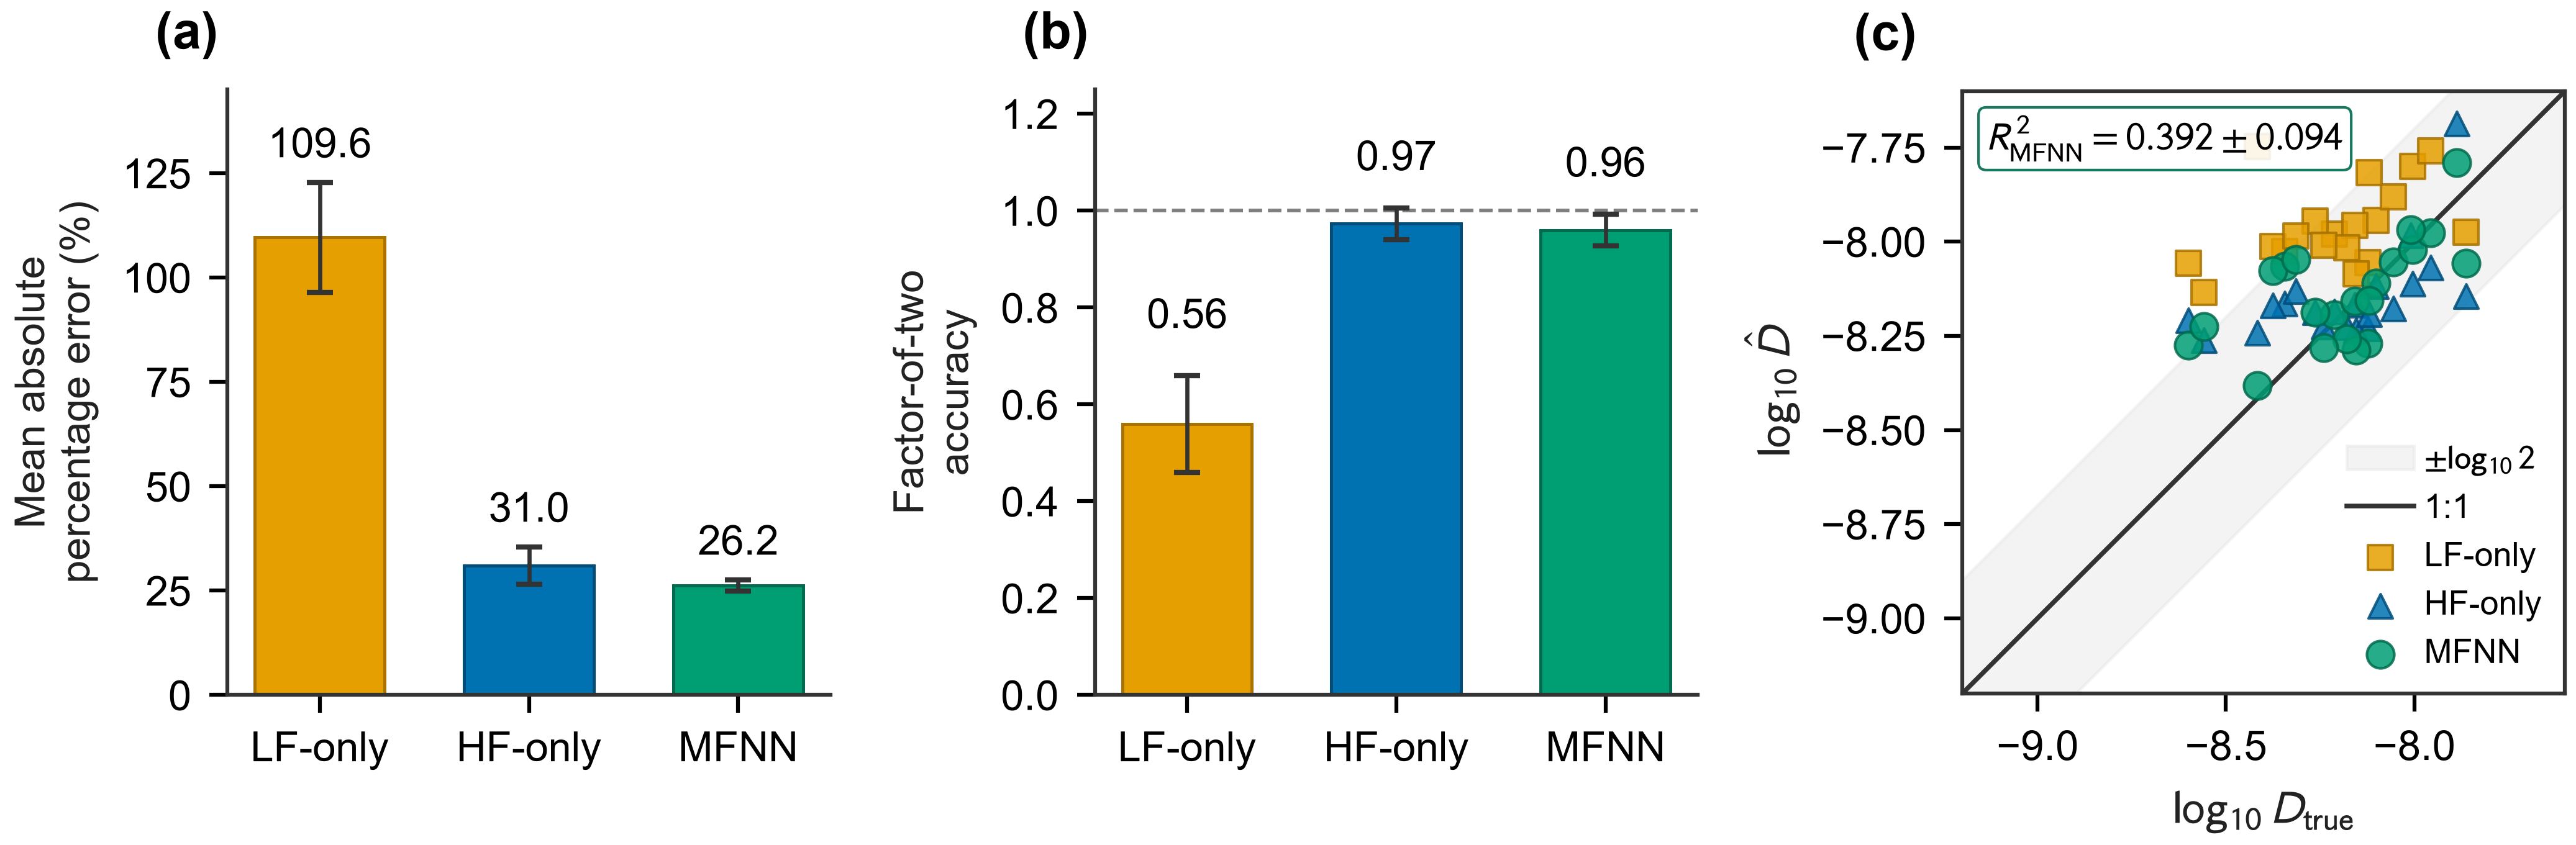 (a)
Mean absolute
percentage error (%)
125
100
75
50
25
0
109.6
31.0
26.2
LF-only
HF-only
MFNN
(b)
Factor-of-two
accuracy
1.2
1.0
0.8
0.6
0.4
0.2
0.0
0.56
0.97
0.96
LF-only
HF-only
MFNN
(c)
log₁₀ D̂
−7.75
−8.00
−8.25
−8.50
−8.75
−9.00
R²_MFNN = 0.392 ± 0.094
±log₁₀ 2
1:1
LF-only
HF-only
MFNN
−9.0
−8.5
−8.0
log₁₀ D_true